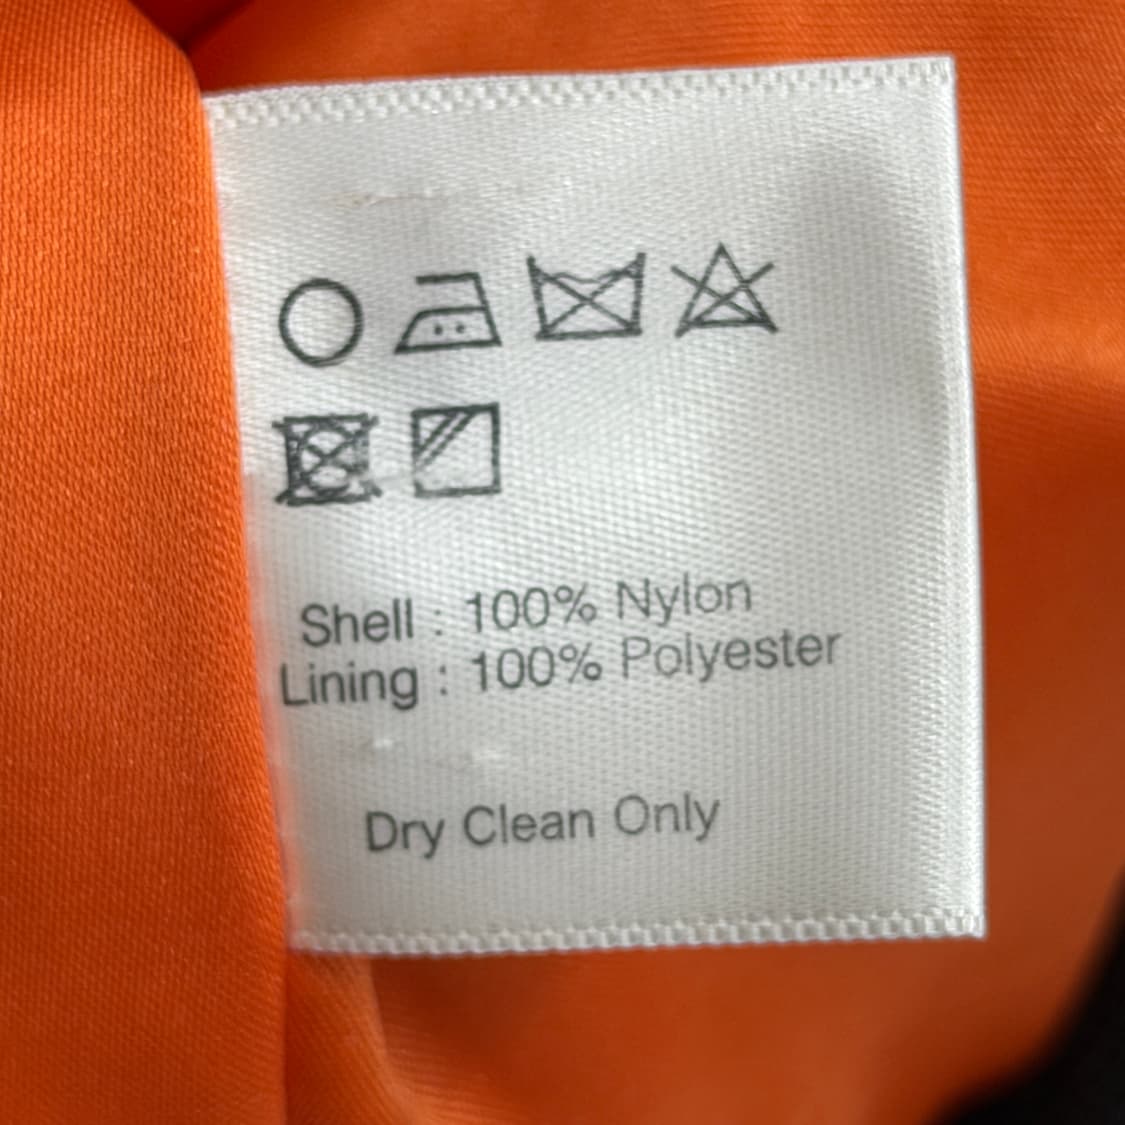 Shell : 100% Nylon
Lining : 100% Polyester
Dry Clean Only